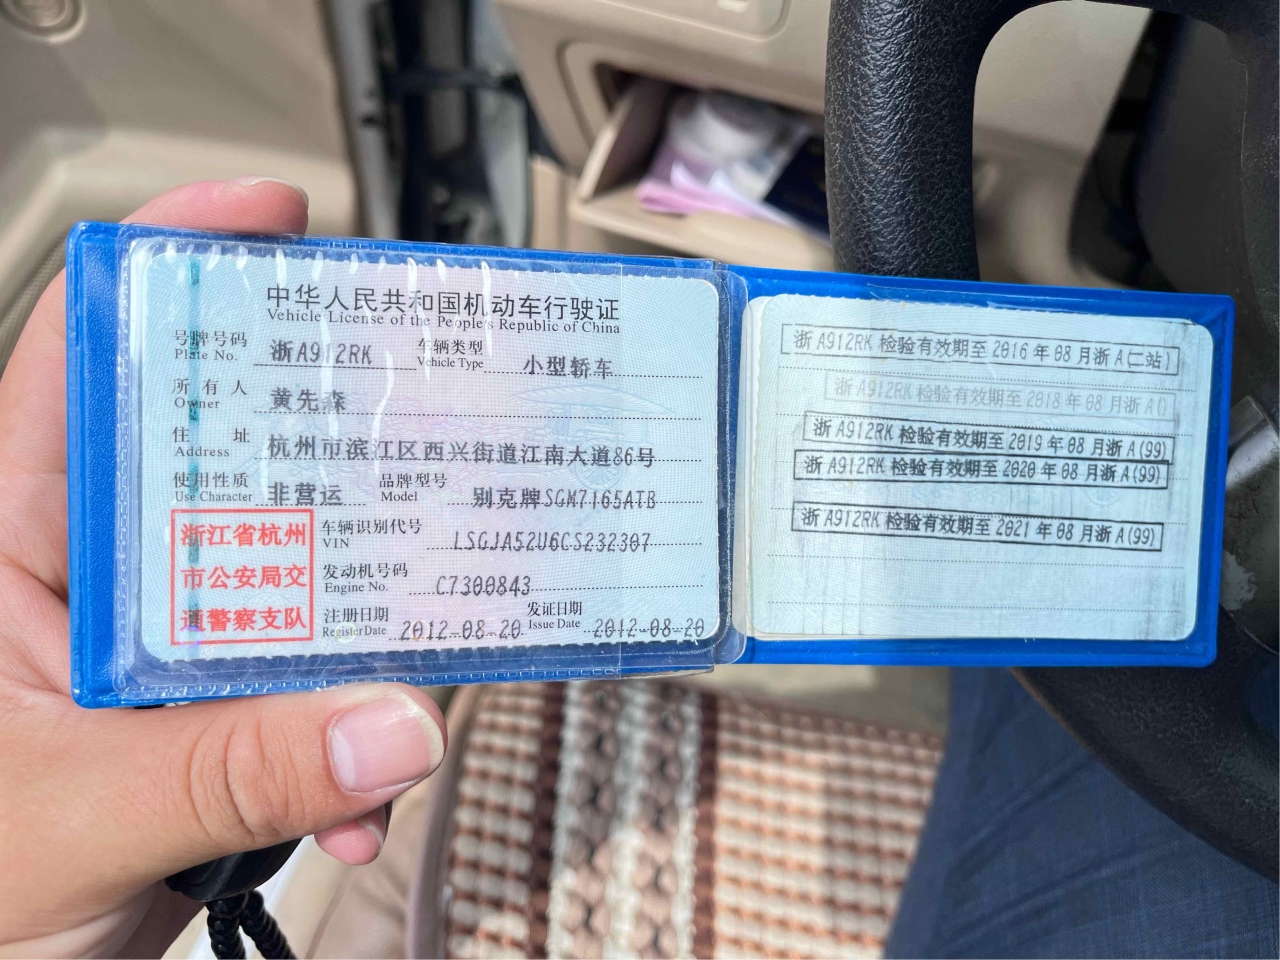 中华人民共和国机动车行驶证
Vehicle License of the People's Republic of China
号牌号码 浙A912RK 车辆类型 小型轿车
Plate No. Vehicle Type
所有人 黄先森
Owner
住址 杭州市滨江区西兴街道江南大道86号
Address
使用性质 非营运 品牌型号 别克牌SGM7165ATB
Use Character Model
浙江省杭州
市公安局交
通警察支队
车辆识别代号 LSGJA52U6CS232307
VIN
发动机号码 C7300843
Engine No.
注册日期 2012-08-20 发证日期 2012-08-20
Register Date Issue Date
浙A912RK 检验有效期至 2016年08月浙A(二站)
浙A912RK 检验有效期至 2018年08月浙A()
浙A912RK 检验有效期至 2019年08月浙A(99)
浙A912RK 检验有效期至 2020年08月浙A(99)
浙A912RK 检验有效期至 2021年08月浙A(99)